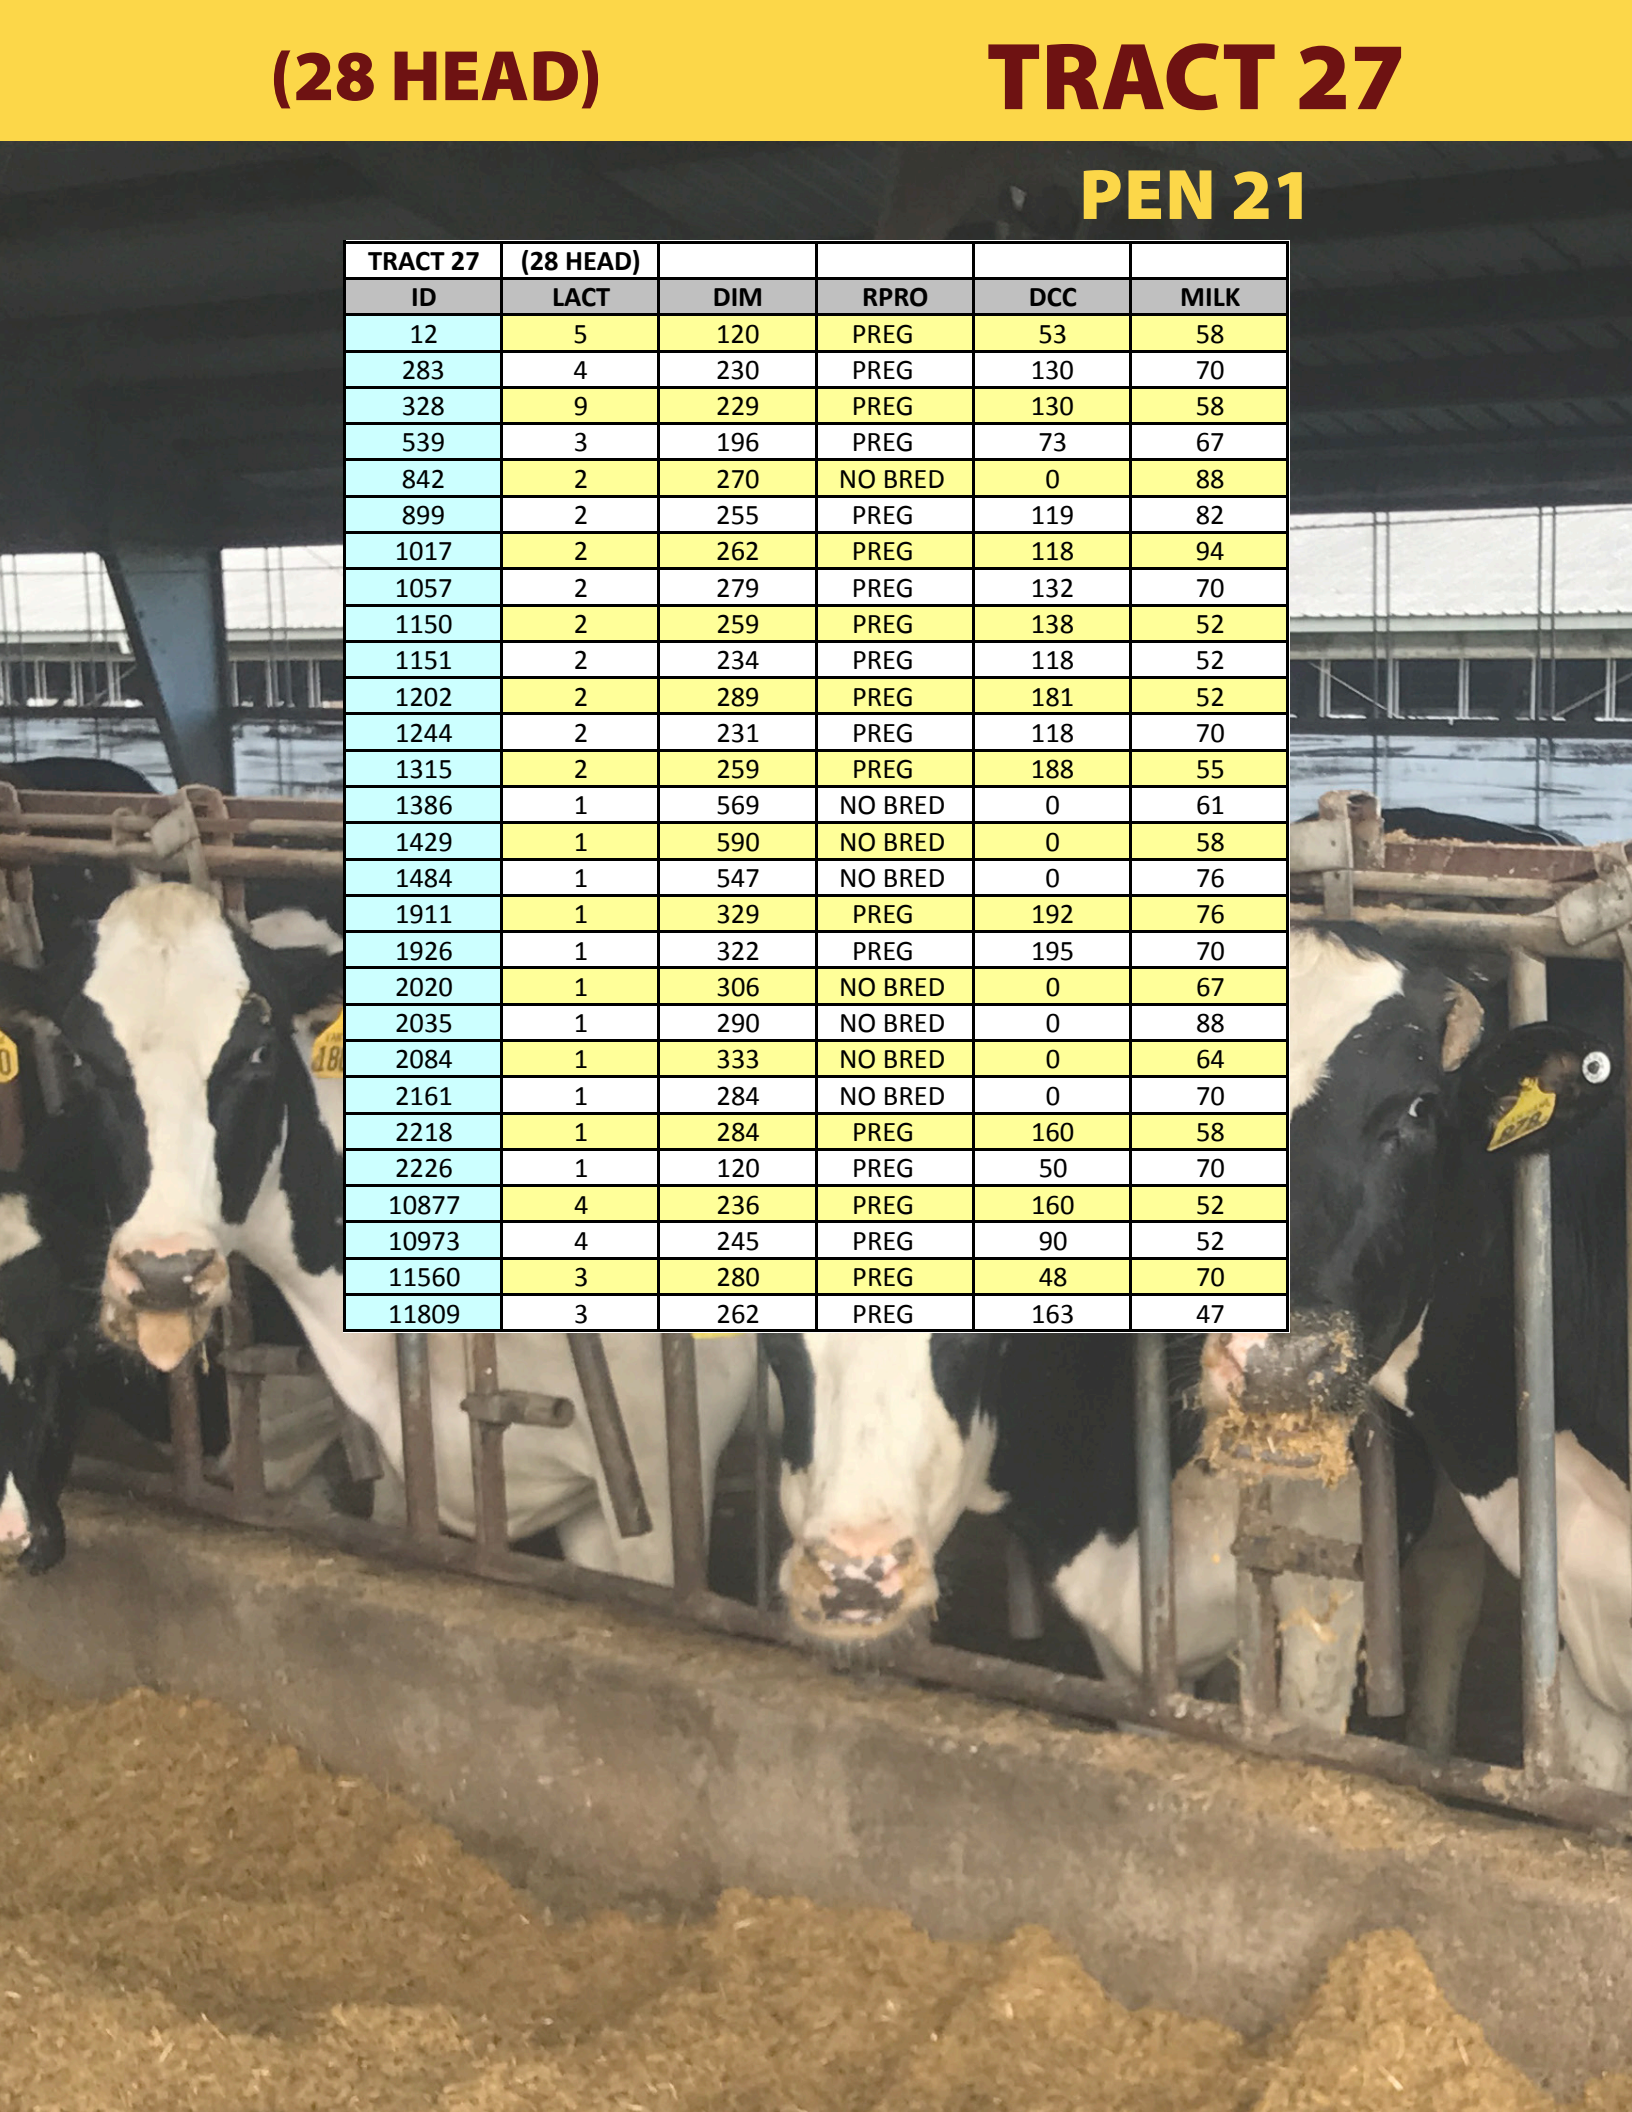 (28 HEAD) TRACT 27
PEN 21
TRACT 27 (28 HEAD)
ID LACT DIM RPRO DCC MILK
12 5 120 PREG 53 58
283 4 230 PREG 130 70
328 9 229 PREG 130 58
539 3 196 PREG 73 67
842 2 270 NO BRED 0 88
899 2 255 PREG 119 82
1017 2 262 PREG 118 94
1057 2 279 PREG 132 70
1150 2 259 PREG 138 52
1151 2 234 PREG 118 52
1202 2 289 PREG 181 52
1244 2 231 PREG 118 70
1315 2 259 PREG 188 55
1386 1 569 NO BRED 0 61
1429 1 590 NO BRED 0 58
1484 1 547 NO BRED 0 76
1911 1 329 PREG 192 76
1926 1 322 PREG 195 70
2020 1 306 NO BRED 0 67
2035 1 290 NO BRED 0 88
2084 1 333 NO BRED 0 64
2161 1 284 NO BRED 0 70
2218 1 284 PREG 160 58
2226 1 120 PREG 50 70
10877 4 236 PREG 160 52
10973 4 245 PREG 90 52
11560 3 280 PREG 48 70
11809 3 262 PREG 163 47